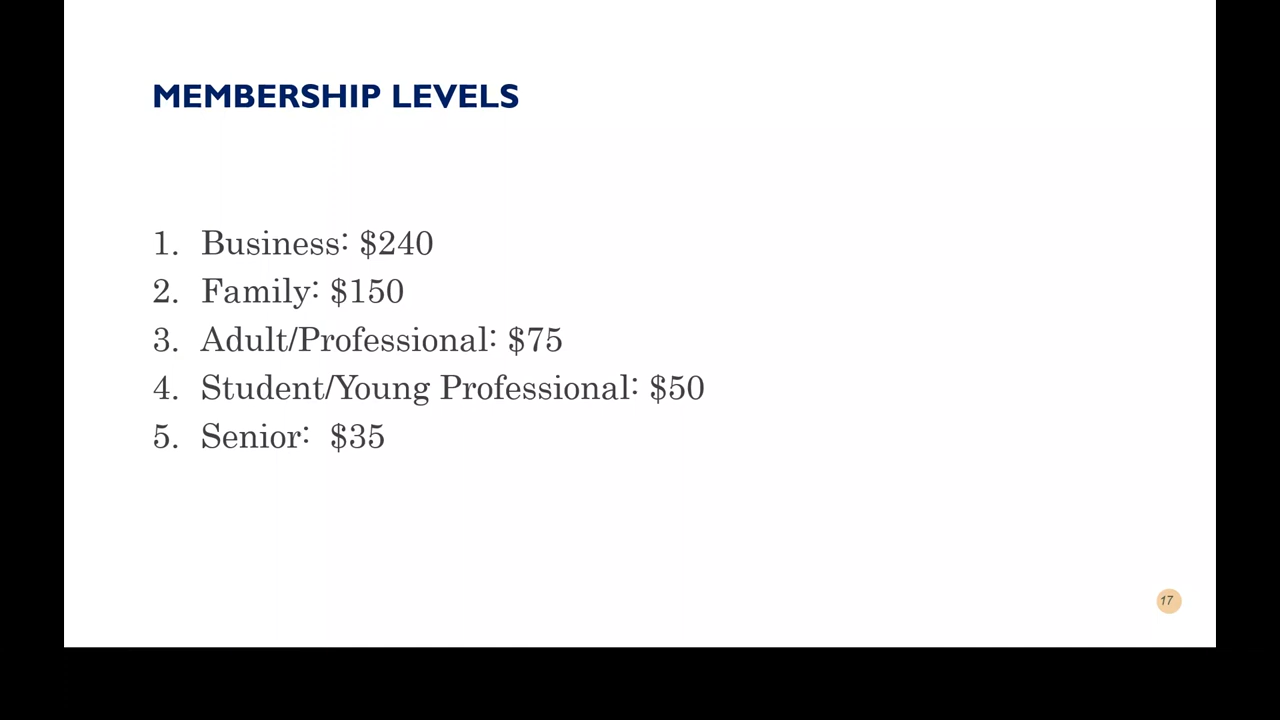 MEMBERSHIP LEVELS
1. Business: $240
2. Family: $150
3. Adult/Professional: $75
4. Student/Young Professional: $50
5. Senior:  $35
17